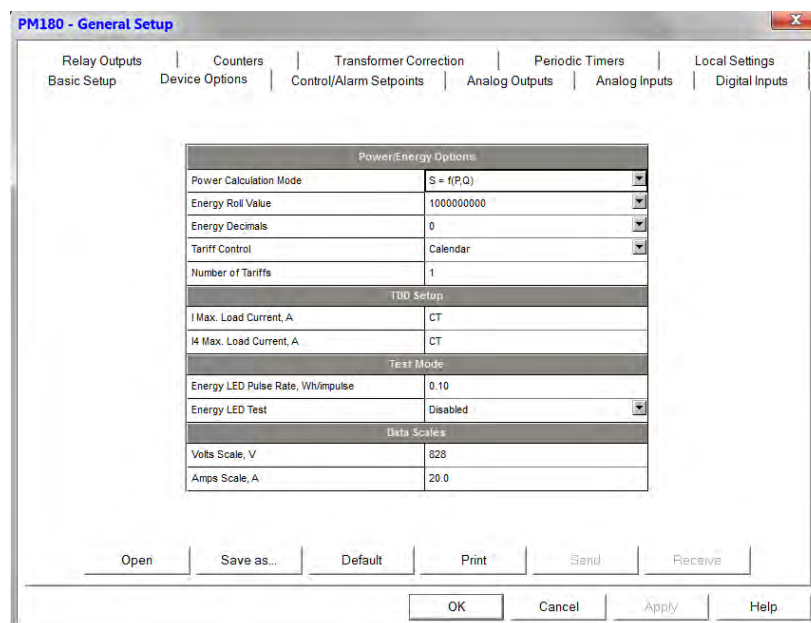 PM180 - General Setup
x
Relay Outputs Counters Transformer Correction Periodic Timers Local Settings
Basic Setup Device Options Control/Alarm Setpoints Analog Outputs Analog Inputs Digital Inputs
Power/Energy Options
Power Calculation Mode S = f(P,Q)
Energy Roll Value 1000000000
Energy Decimals 0
Tariff Control Calendar
Number of Tariffs 1
TDD Setup
I Max. Load Current, A CT
I4 Max. Load Current, A CT
Test Mode
Energy LED Pulse Rate, Wh/impulse 0.10
Energy LED Test Disabled
Data Scales
Volts Scale, V 828
Amps Scale, A 20.0
Open Save as... Default Print Send Receive
OK Cancel Apply Help